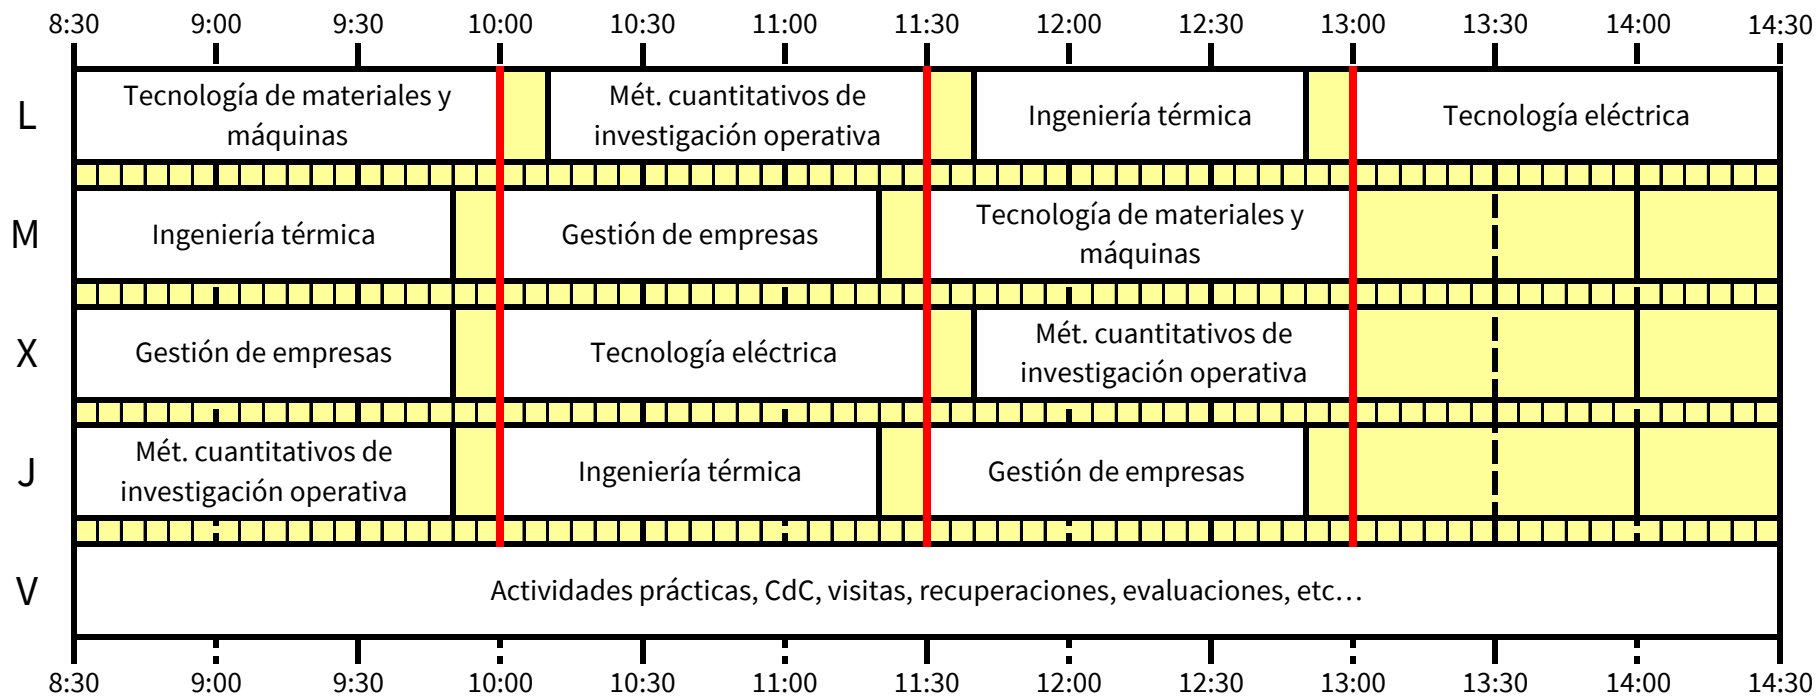 8:30 9:00 9:30 10:00 10:30 11:00 11:30 12:00 12:30 13:00 13:30 14:00 14:30
L
Tecnología de materiales y
máquinas
Mét. cuantitativos de
investigación operativa
Ingeniería térmica
Tecnología eléctrica
M
Ingeniería térmica
Gestión de empresas
Tecnología de materiales y
máquinas
X
Gestión de empresas
Tecnología eléctrica
Mét. cuantitativos de
investigación operativa
J
Mét. cuantitativos de
investigación operativa
Ingeniería térmica
Gestión de empresas
V
Actividades prácticas, CdC, visitas, recuperaciones, evaluaciones, etc…
8:30 9:00 9:30 10:00 10:30 11:00 11:30 12:00 12:30 13:00 13:30 14:00 14:30